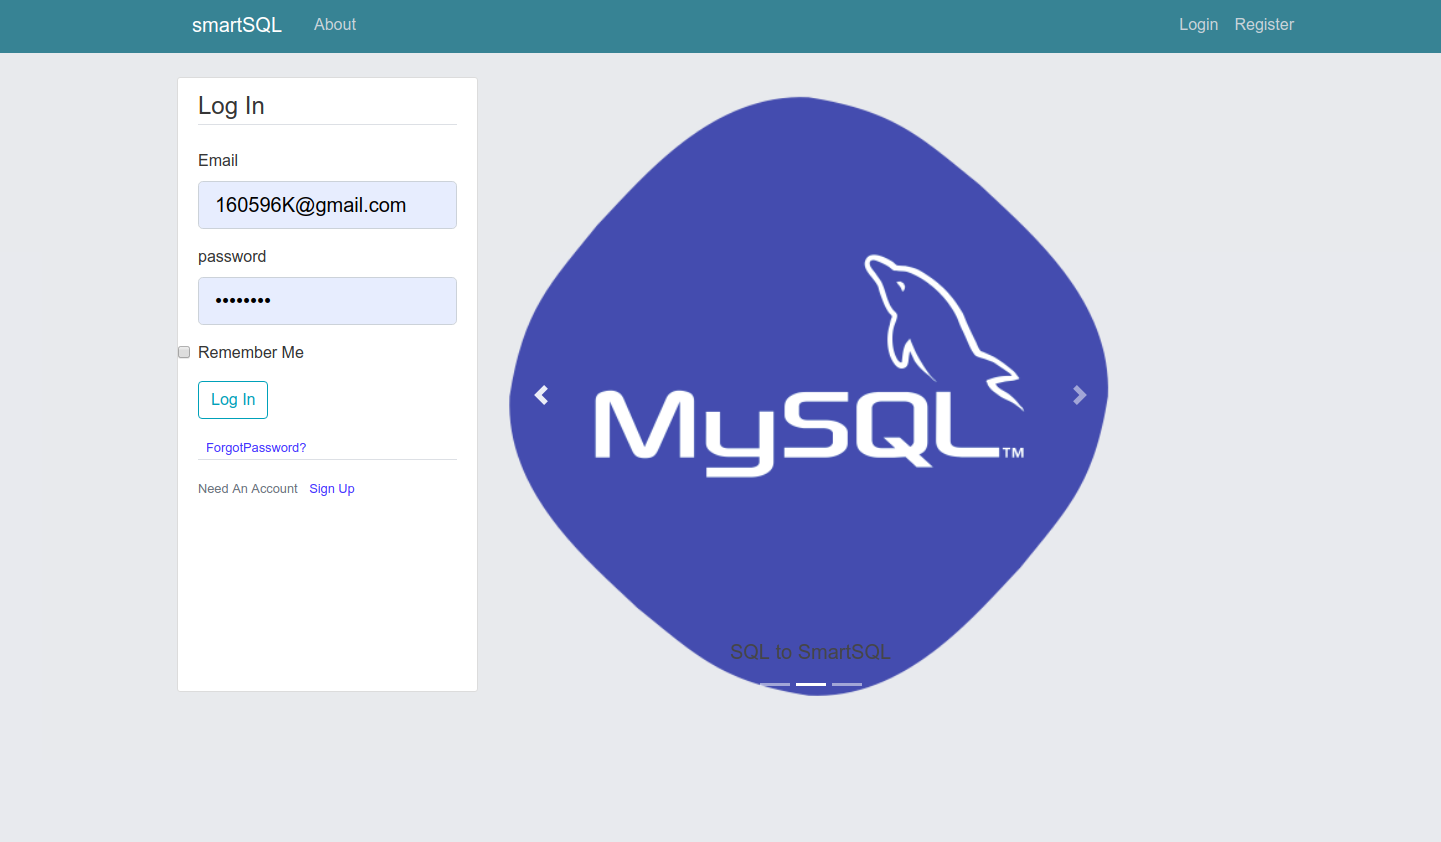 smartSQL About Login Register
Log In
Email
160596K@gmail.com
password
••••••••
Remember Me
Log In
ForgotPassword?
Need An Account Sign Up
MySQL™
SQL to SmartSQL